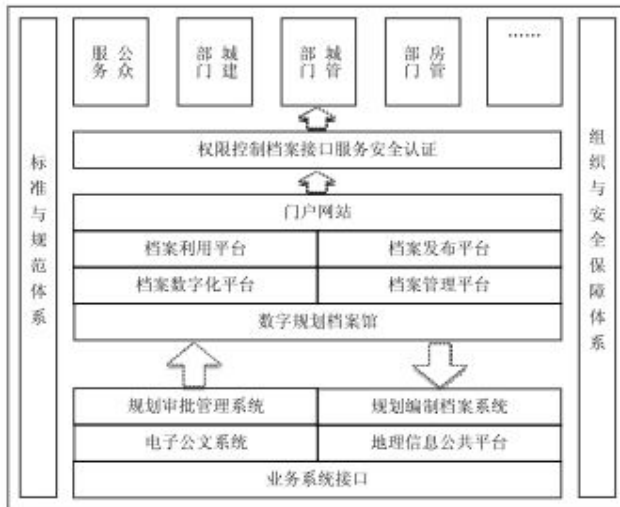 公众服务
城建部门
城管部门
房管部门
……
权限控制档案接口服务安全认证
门户网站
档案利用平台
档案发布平台
档案数字化平台
档案管理平台
数字规划档案馆
规划审批管理系统
规划编制档案系统
电子公文系统
地理信息公共平台
业务系统接口
标准与规范体系
组织与安全保障体系